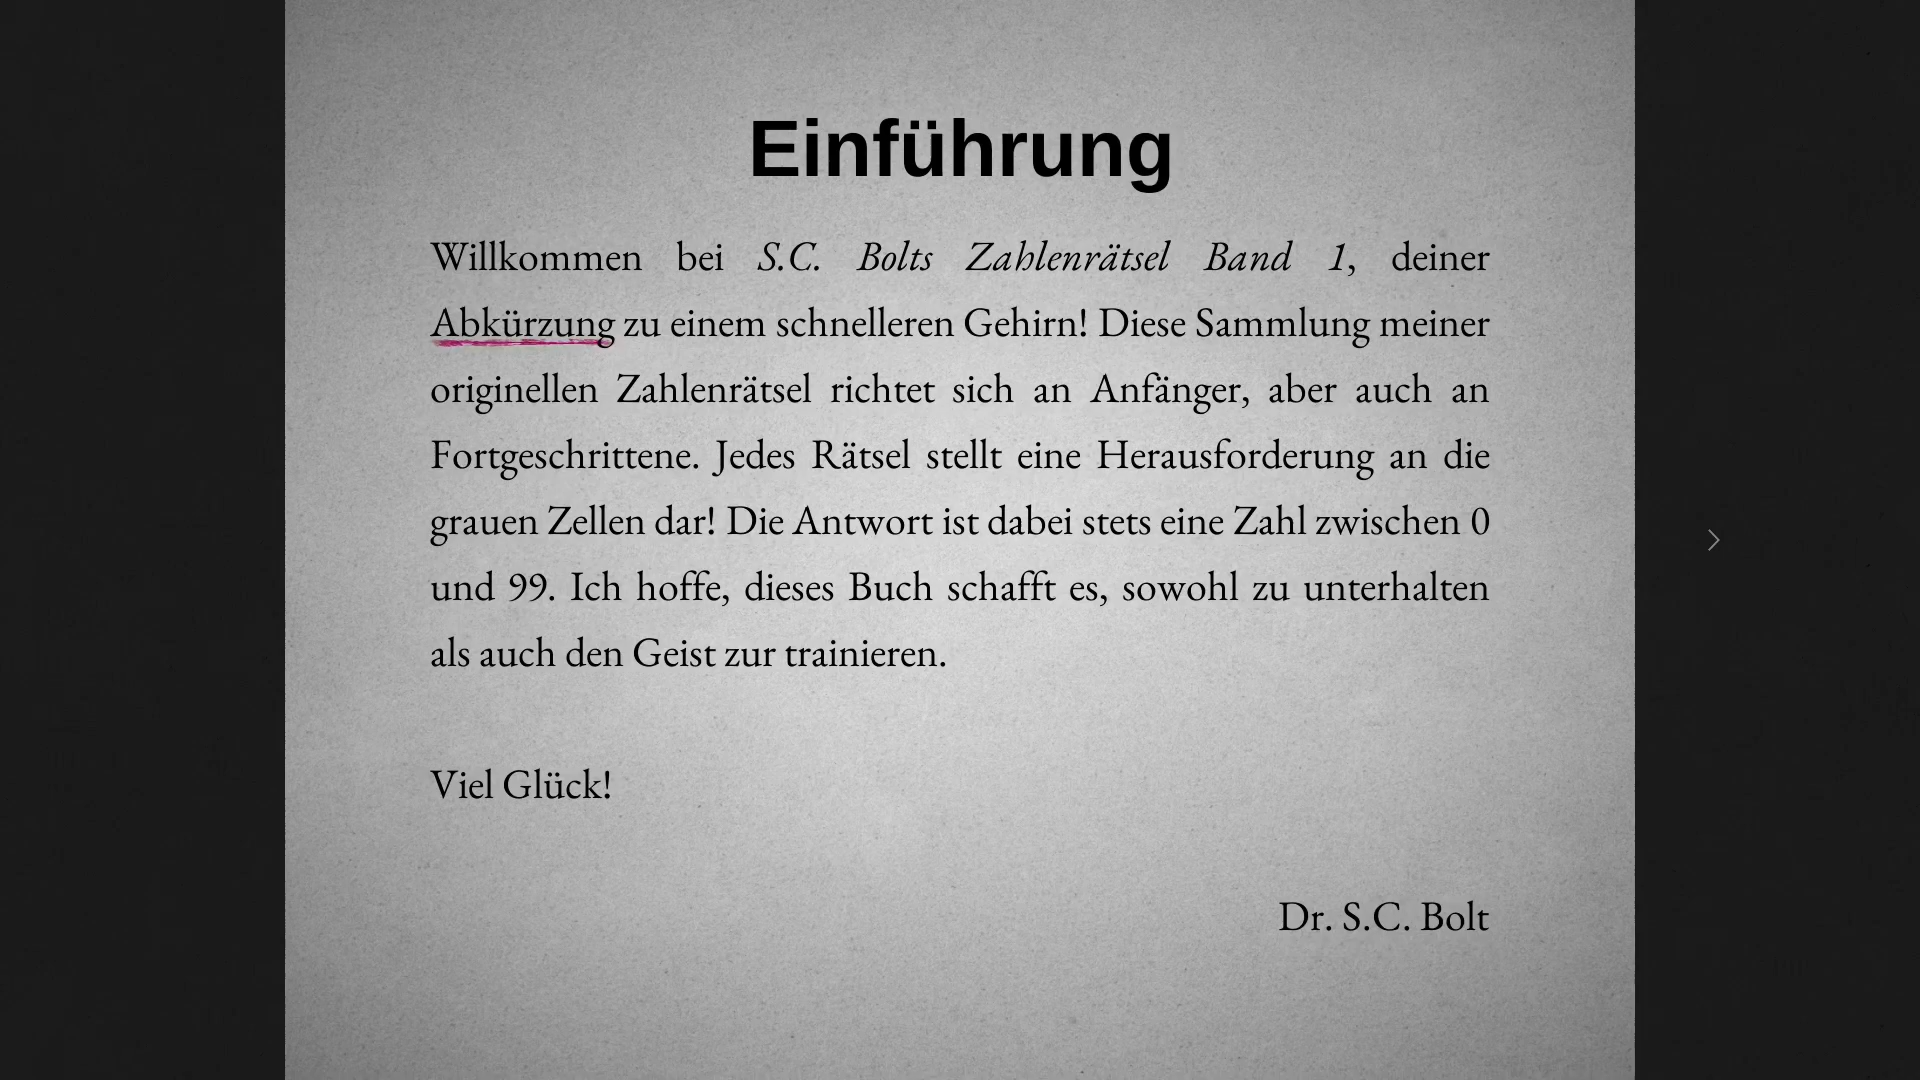 Einführung
Willkommen bei S.C. Bolts Zahlenrätsel Band 1, deiner
Abkürzung zu einem schnelleren Gehirn! Diese Sammlung meiner
originellen Zahlenrätsel richtet sich an Anfänger, aber auch an
Fortgeschrittene. Jedes Rätsel stellt eine Herausforderung an die
grauen Zellen dar! Die Antwort ist dabei stets eine Zahl zwischen 0
und 99. Ich hoffe, dieses Buch schafft es, sowohl zu unterhalten
als auch den Geist zur trainieren.
Viel Glück!
Dr. S.C. Bolt